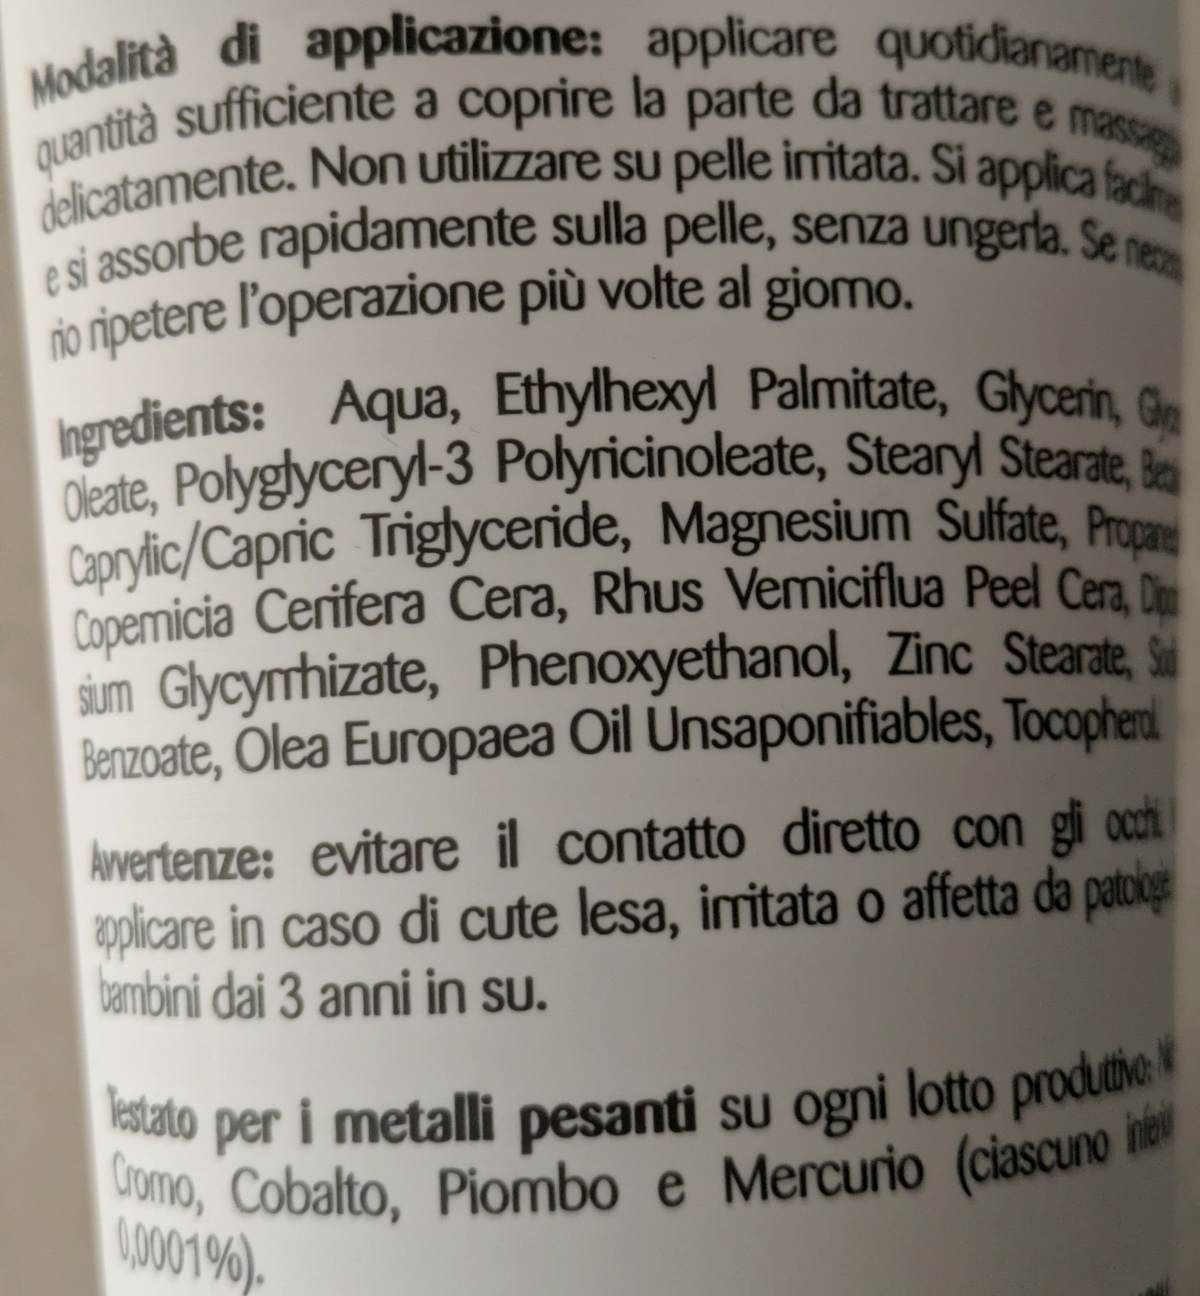 Modalità di applicazione: applicare quotidianamente
quantità sufficiente a coprire la parte da trattare e massagg
delicatamente. Non utilizzare su pelle irritata. Si applica facilme
e si assorbe rapidamente sulla pelle, senza ungerla. Se neces
rio ripetere l'operazione più volte al giorno.
Ingredients: Aqua, Ethylhexyl Palmitate, Glycerin,
Oleate, Polyglyceryl-3 Polyricinoleate, Stearyl Stearate,
Caprylic/Capric Triglyceride, Magnesium Sulfate, Propaned
Copernicia Cerifera Cera, Rhus Verniciflua Peel Cera,
sium Glycyrrhizate, Phenoxyethanol, Zinc Stearate,
Benzoate, Olea Europaea Oil Unsaponifiables, Tocopherol.
Avvertenze: evitare il contatto diretto con gli occhi.
applicare in caso di cute lesa, irritata o affetta da patologie.
bambini dai 3 anni in su.
Testato per i metalli pesanti su ogni lotto produttivo:
Cromo, Cobalto, Piombo e Mercurio (ciascuno
0,0001%).